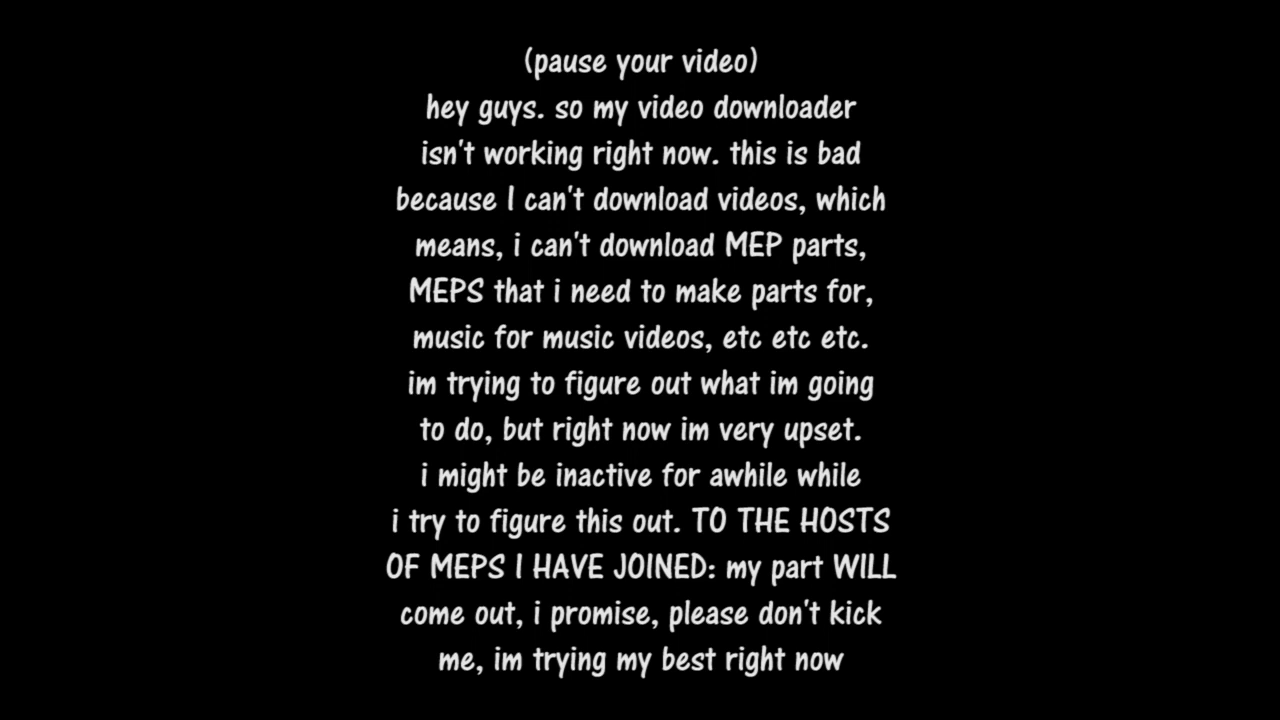 (pause your video)
hey guys. so my video downloader
isn't working right now. this is bad
because I can't download videos, which
means, i can't download MEP parts,
MEPS that i need to make parts for,
music for music videos, etc etc etc.
im trying to figure out what im going
to do, but right now im very upset.
i might be inactive for awhile while
i try to figure this out. TO THE HOSTS
OF MEPS I HAVE JOINED: my part WILL
come out, i promise, please don't kick
me, im trying my best right now